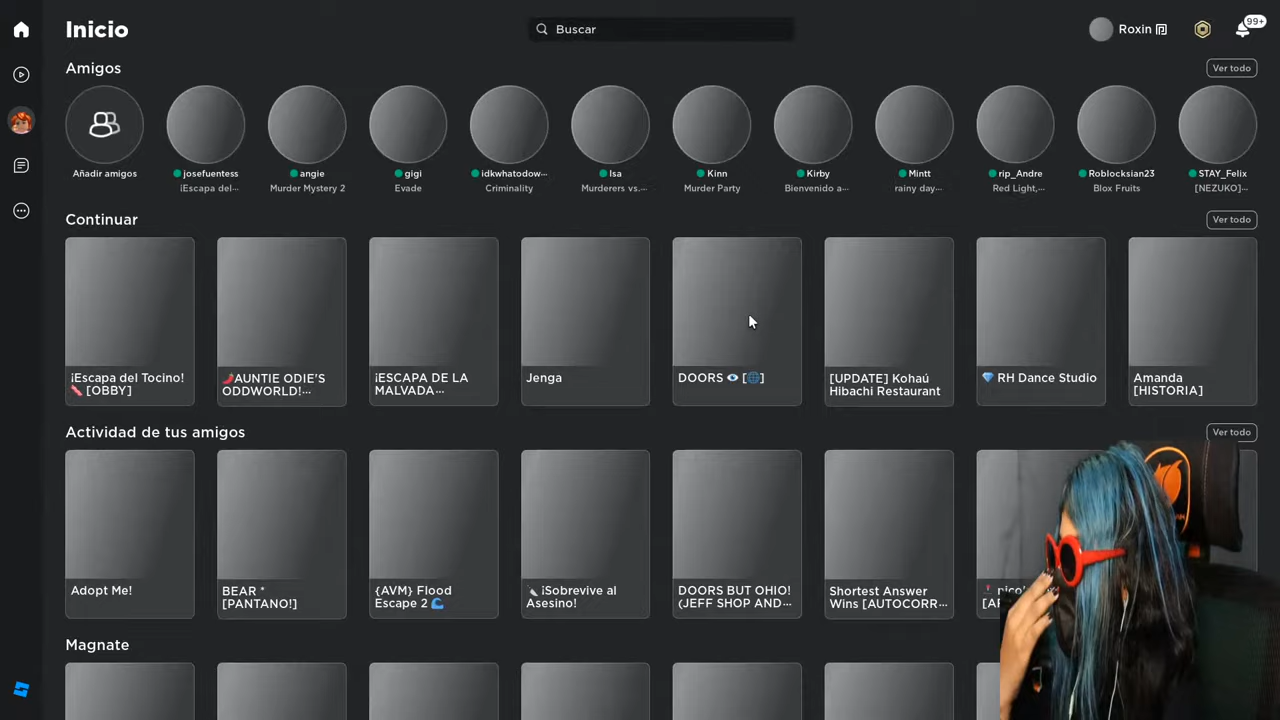 Inicio
Buscar
Roxin
99+
Amigos
Ver todo
Añadir amigos
josefuentess
¡Escapa del...
angie
Murder Mystery 2
gigi
Evade
idkwhatodow...
Criminality
Isa
Murderers vs....
Kinn
Murder Party
Kirby
Bienvenido a...
Mintt
rainy day...
rip_Andre
Red Light,...
Roblocksian23
Blox Fruits
STAY_Felix
[NEZUKO]...
Continuar
Ver todo
¡Escapa del Tocino!
🥓 [OBBY]
🌶️AUNTIE ODIE'S
ODDWORLD!...
¡ESCAPA DE LA
MALVADA...
Jenga
DOORS 👁️ [🌐]
[UPDATE] Kohaú
Hibachi Restaurant
💎 RH Dance Studio
Amanda
[HISTORIA]
Actividad de tus amigos
Ver todo
Adopt Me!
BEAR *
[PANTANO!]
{AVM} Flood
Escape 2 🌊
🔪 ¡Sobrevive al
Asesino!
DOORS BUT OHIO!
(JEFF SHOP AND...
Shortest Answer
Wins [AUTOCORR...
Magnate